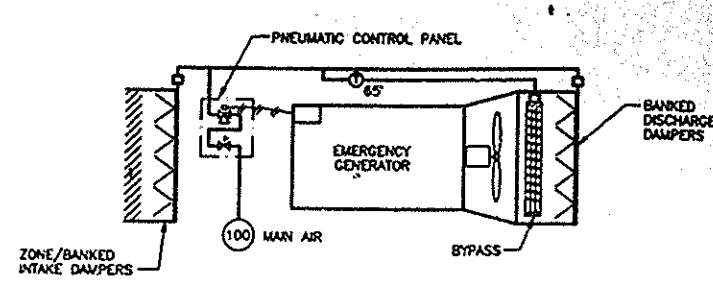 PNEUMATIC CONTROL PANEL
65°
BANKED
DISCHARGE
DAMPERS
EMERGENCY
GENERATOR
100 MAIN AIR
BYPASS
ZONE/BANKED
INTAKE DAMPERS